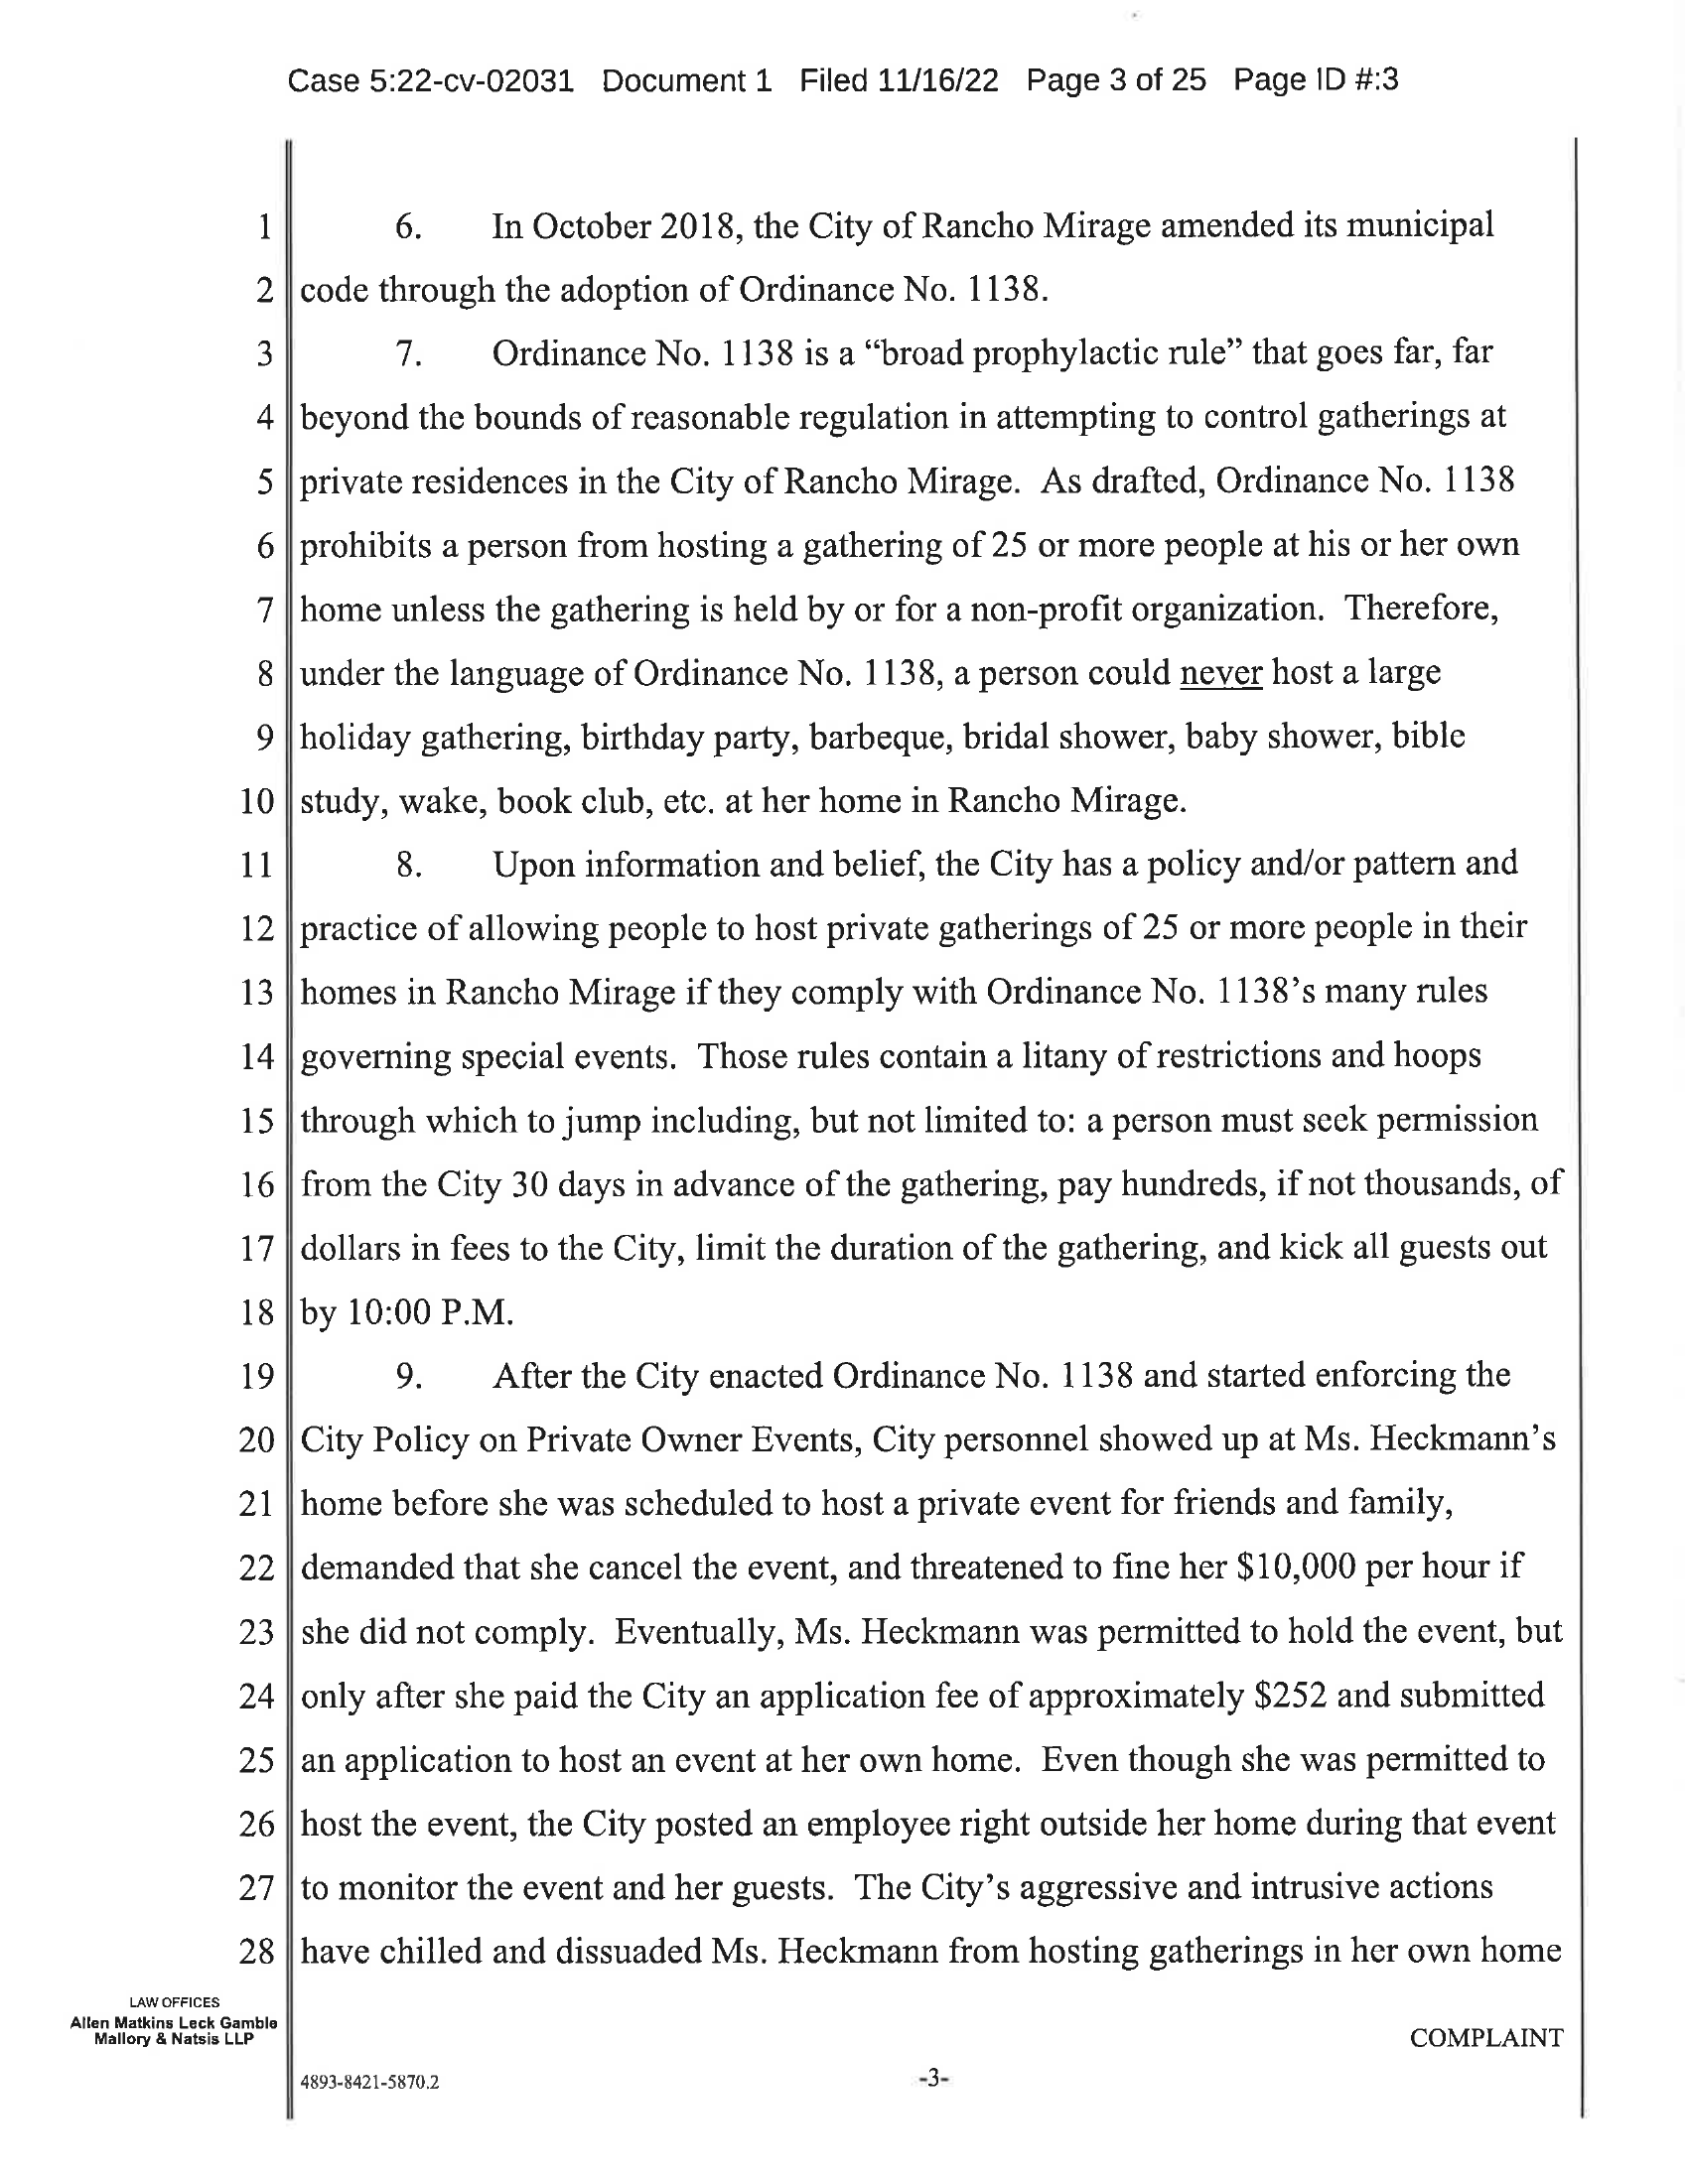 Case 5:22-cv-02031 Document 1 Filed 11/16/22 Page 3 of 25 Page ID #:3
1 6. In October 2018, the City of Rancho Mirage amended its municipal
2 code through the adoption of Ordinance No. 1138.
3 7. Ordinance No. 1138 is a “broad prophylactic rule” that goes far, far
4 beyond the bounds of reasonable regulation in attempting to control gatherings at
5 private residences in the City of Rancho Mirage. As drafted, Ordinance No. 1138
6 prohibits a person from hosting a gathering of 25 or more people at his or her own
7 home unless the gathering is held by or for a non-profit organization. Therefore,
8 under the language of Ordinance No. 1138, a person could never host a large
9 holiday gathering, birthday party, barbeque, bridal shower, baby shower, bible
10 study, wake, book club, etc. at her home in Rancho Mirage.
11 8. Upon information and belief, the City has a policy and/or pattern and
12 practice of allowing people to host private gatherings of 25 or more people in their
13 homes in Rancho Mirage if they comply with Ordinance No. 1138’s many rules
14 governing special events. Those rules contain a litany of restrictions and hoops
15 through which to jump including, but not limited to: a person must seek permission
16 from the City 30 days in advance of the gathering, pay hundreds, if not thousands, of
17 dollars in fees to the City, limit the duration of the gathering, and kick all guests out
18 by 10:00 P.M.
19 9. After the City enacted Ordinance No. 1138 and started enforcing the
20 City Policy on Private Owner Events, City personnel showed up at Ms. Heckmann’s
21 home before she was scheduled to host a private event for friends and family,
22 demanded that she cancel the event, and threatened to fine her $10,000 per hour if
23 she did not comply. Eventually, Ms. Heckmann was permitted to hold the event, but
24 only after she paid the City an application fee of approximately $252 and submitted
25 an application to host an event at her own home. Even though she was permitted to
26 host the event, the City posted an employee right outside her home during that event
27 to monitor the event and her guests. The City’s aggressive and intrusive actions
28 have chilled and dissuaded Ms. Heckmann from hosting gatherings in her own home
LAW OFFICES
Allen Matkins Leck Gamble
Mallory & Natsis LLP
COMPLAINT
4893-8421-5870.2
-3-